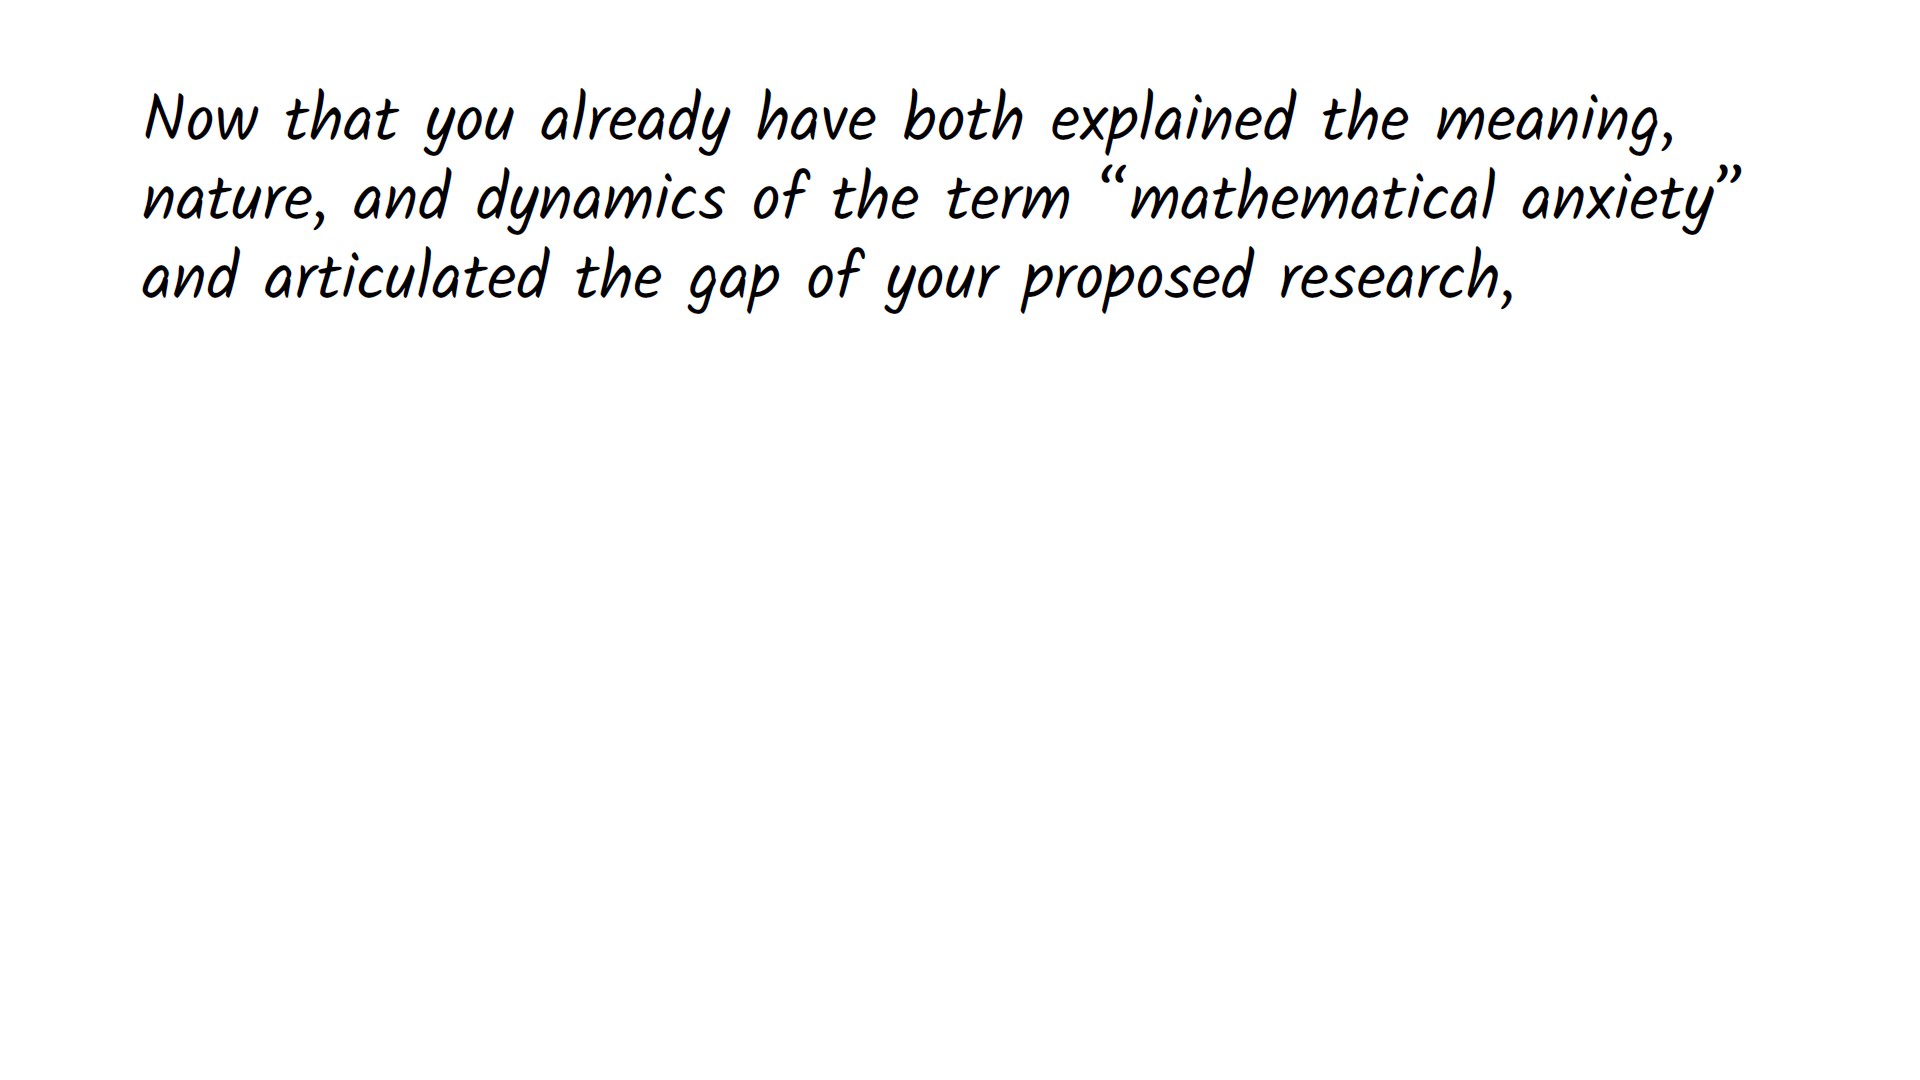 Now that you already have both explained the meaning,
nature, and dynamics of the term “mathematical anxiety”
and articulated the gap of your proposed research,